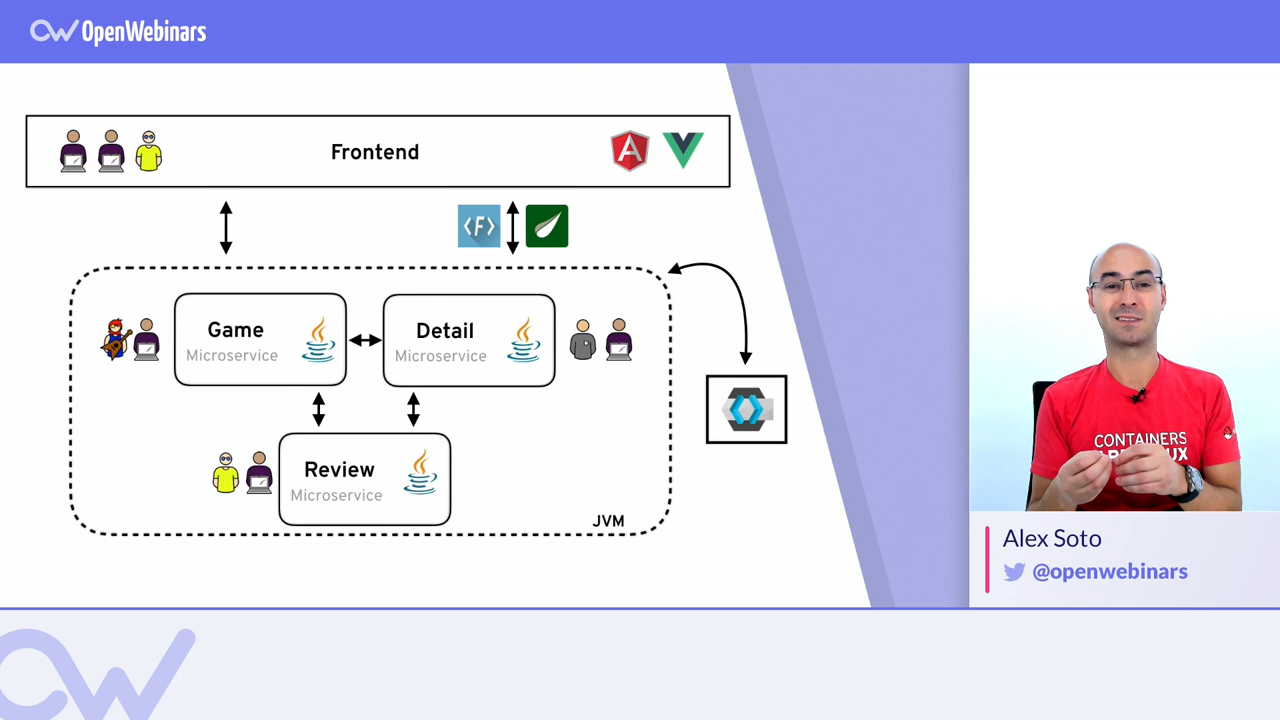 OpenWebinars
Frontend
<F>
Game
Microservice
Detail
Microservice
Review
Microservice
JVM
CONTAINERS
Alex Soto
@openwebinars